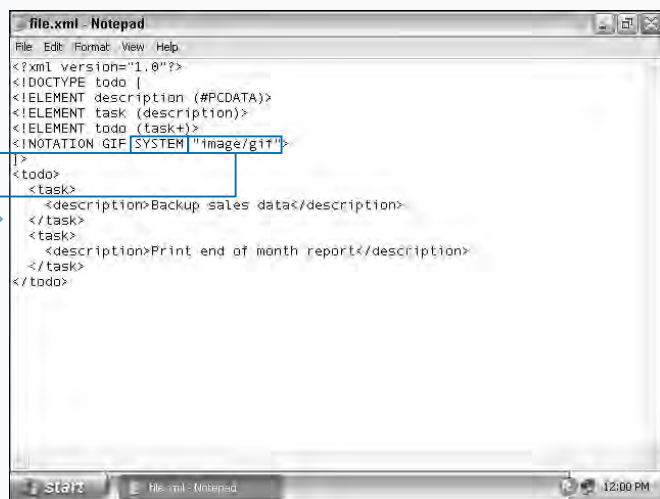 file.xml - Notepad
File Edit Format View Help
<?xml version="1.0"?>
<!DOCTYPE todo [
<!ELEMENT description (#PCDATA)>
<!ELEMENT task (description)>
<!ELEMENT todo (task+)>
<!NOTATION GIF SYSTEM "image/gif">
]>
<todo>
<task>
<description>Backup sales data</description>
</task>
<task>
<description>Print end of month report</description>
</task>
</todo>
start
file.xml - Notepad
12:00 PM